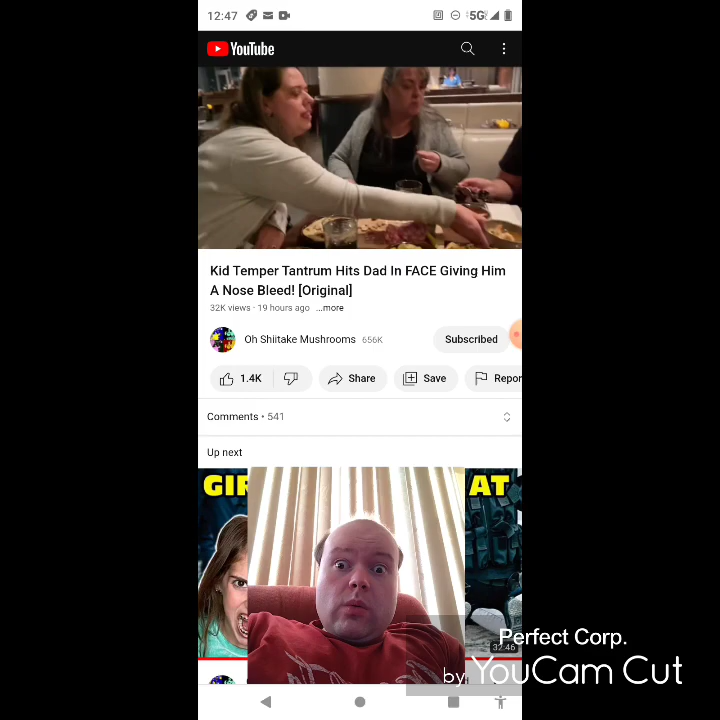 12:47
5G
YouTube
Kid Temper Tantrum Hits Dad In FACE Giving Him
A Nose Bleed! [Original]
32K views · 19 hours ago ...more
Oh Shiitake Mushrooms 656K
Subscribed
1.4K
Share
Save
Repor
Comments • 541
Up next
GIR
AT
32:46
Perfect Corp.
by YouCam Cut